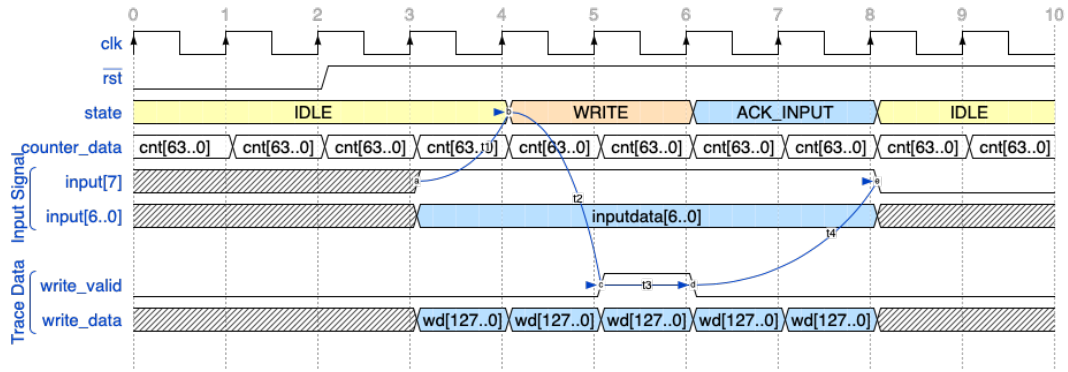 0 1 2 3 4 5 6 7 8 9 10
clk
rst
state IDLE b WRITE ACK_INPUT IDLE
counter_data cnt[63..0] cnt[63..0] cnt[63..0] cnt[63..0] t1 cnt[63..0] cnt[63..0] cnt[63..0] cnt[63..0] cnt[63..0] cnt[63..0]
Input Signal
input[7] a e
t2
input[6..0] inputdata[6..0]
t4
Trace Data
write_valid c t3 d
write_data wd[127..0] wd[127..0] wd[127..0] wd[127..0] wd[127..0]